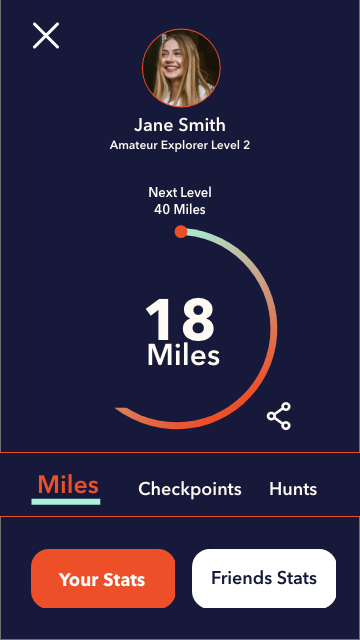 Jane Smith
Amateur Explorer Level 2
Next Level
40 Miles
18
Miles
Miles
Checkpoints
Hunts
Your Stats
Friends Stats